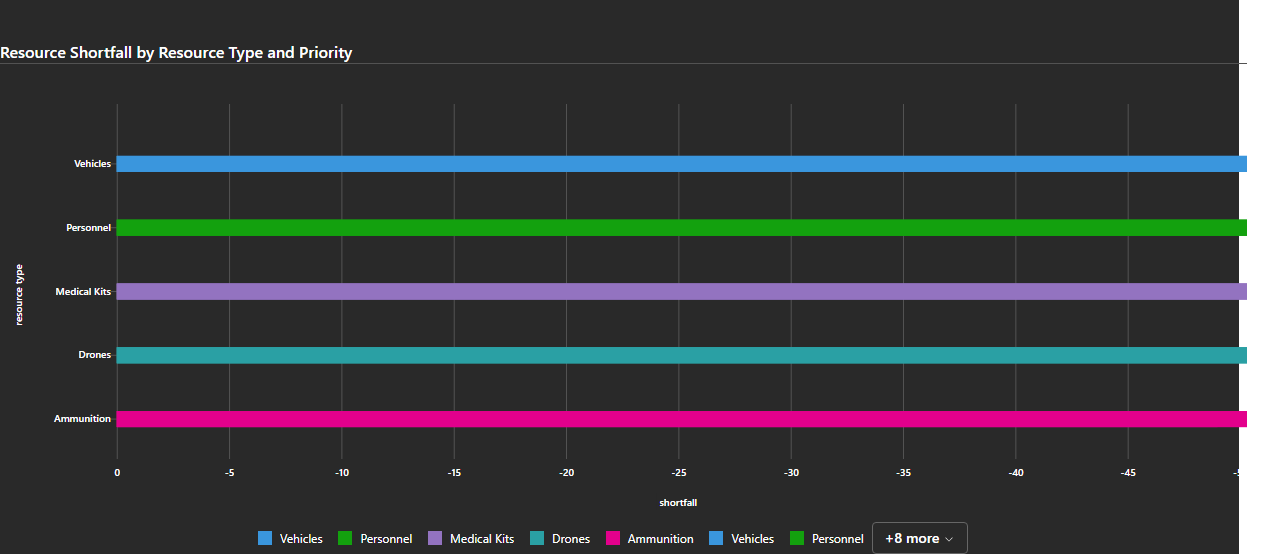 Resource Shortfall by Resource Type and Priority
Vehicles
Personnel
Medical Kits
Drones
Ammunition
resource type
0 -5 -10 -15 -20 -25 -30 -35 -40 -45
shortfall
Vehicles Personnel Medical Kits Drones Ammunition Vehicles Personnel +8 more